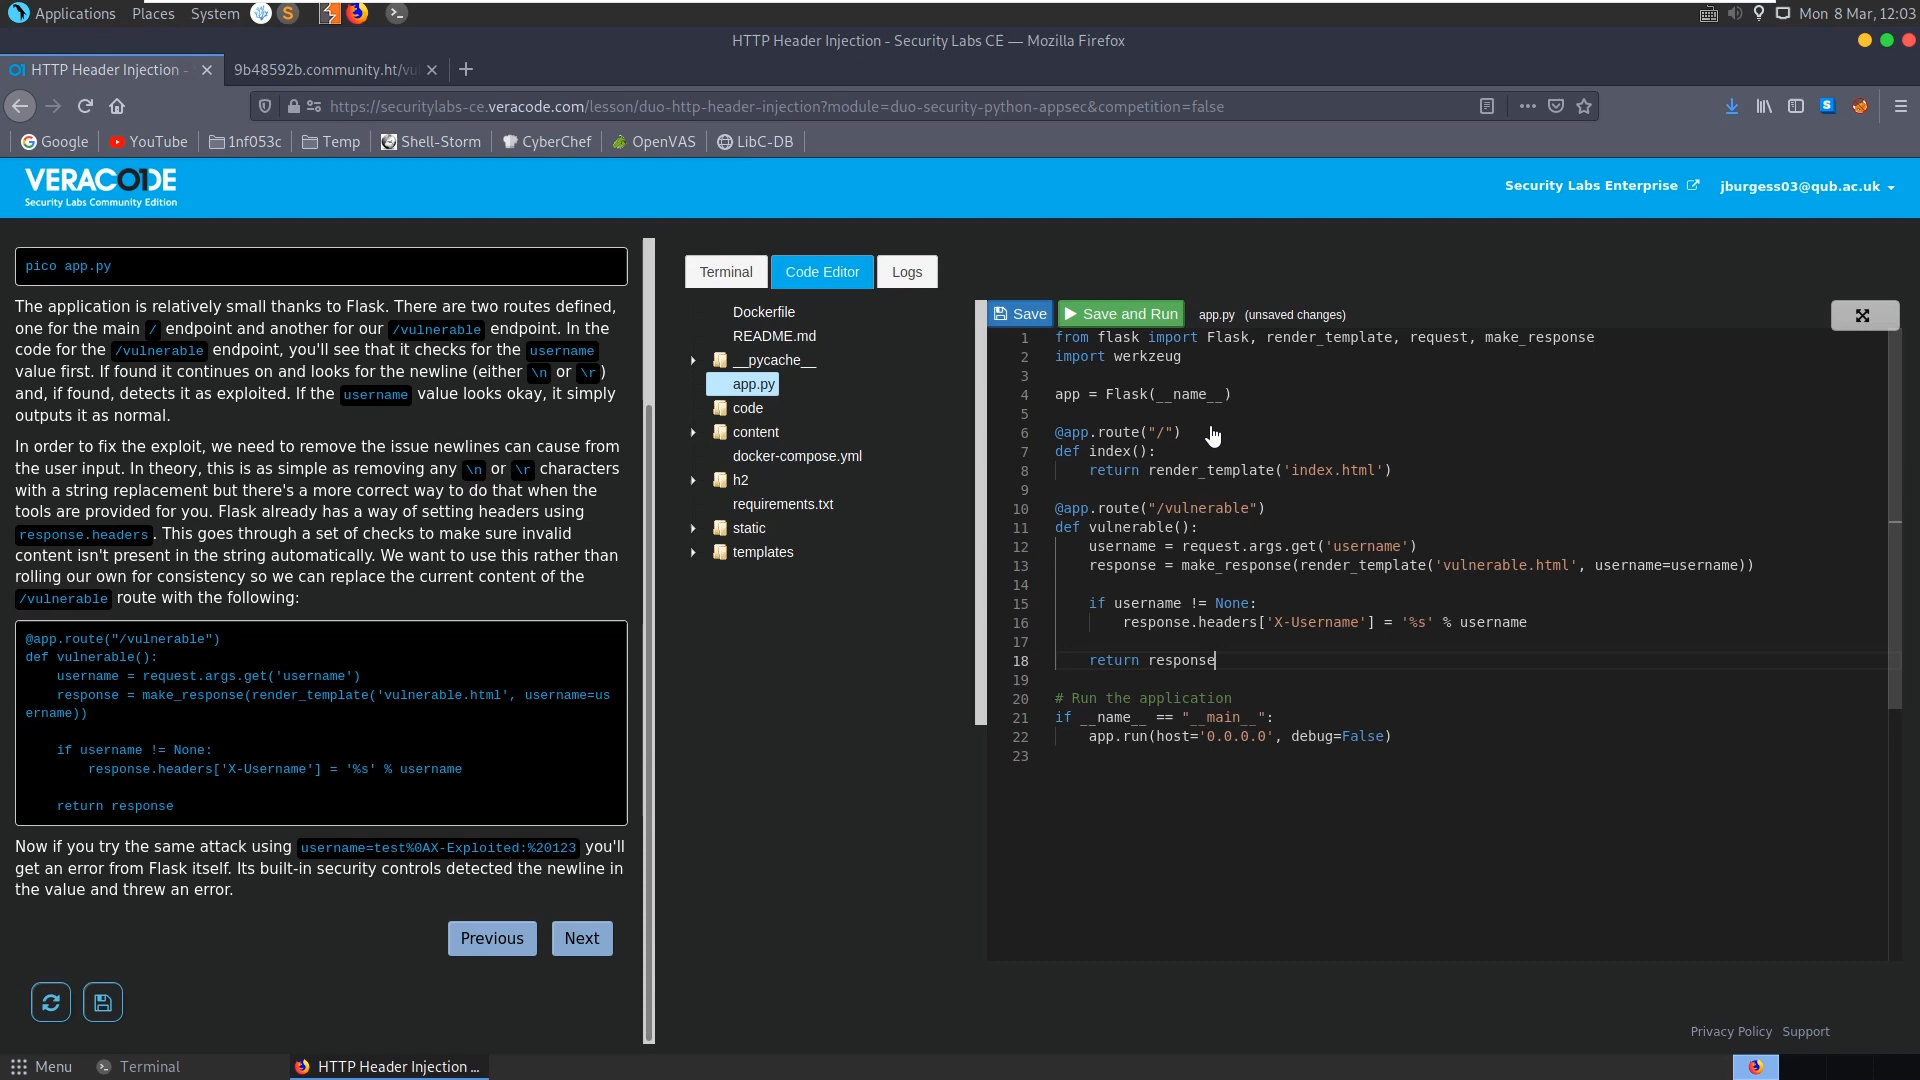 Applications Places System Mon 8 Mar, 12:03
HTTP Header Injection - Security Labs CE — Mozilla Firefox
HTTP Header Injection - 9b48592b.community.ht/vu
https://securitylabs-ce.veracode.com/lesson/duo-http-header-injection?module=duo-security-python-appsec&competition=false
Google YouTube 1nf053c Temp Shell-Storm CyberChef OpenVAS LibC-DB
VERACODE
Security Labs Community Edition
Security Labs Enterprise jburgess03@qub.ac.uk
pico app.py
The application is relatively small thanks to Flask. There are two routes defined,
one for the main / endpoint and another for our /vulnerable endpoint. In the
code for the /vulnerable endpoint, you'll see that it checks for the username
value first. If found it continues on and looks for the newline (either \n or \r)
and, if found, detects it as exploited. If the username value looks okay, it simply
outputs it as normal.
In order to fix the exploit, we need to remove the issue newlines can cause from
the user input. In theory, this is as simple as removing any \n or \r characters
with a string replacement but there's a more correct way to do that when the
tools are provided for you. Flask already has a way of setting headers using
response.headers. This goes through a set of checks to make sure invalid
content isn't present in the string automatically. We want to use this rather than
rolling our own for consistency so we can replace the current content of the
/vulnerable route with the following:
@app.route("/vulnerable")
def vulnerable():
    username = request.args.get('username')
    response = make_response(render_template('vulnerable.html', username=us
ername))
    if username != None:
        response.headers['X-Username'] = '%s' % username
    return response
Now if you try the same attack using username=test%0AX-Exploited:%20123 you'll
get an error from Flask itself. Its built-in security controls detected the newline in
the value and threw an error.
Previous Next
Terminal Code Editor Logs
Dockerfile
README.md
__pycache__
app.py
code
content
docker-compose.yml
h2
requirements.txt
static
templates
Save Save and Run app.py (unsaved changes)
1 from flask import Flask, render_template, request, make_response
2 import werkzeug
3
4 app = Flask(__name__)
5
6 @app.route("/")
7 def index():
8     return render_template('index.html')
9
10 @app.route("/vulnerable")
11 def vulnerable():
12     username = request.args.get('username')
13     response = make_response(render_template('vulnerable.html', username=username))
14
15     if username != None:
16         response.headers['X-Username'] = '%s' % username
17
18     return response
19
20 # Run the application
21 if __name__ == "__main__":
22     app.run(host='0.0.0.0', debug=False)
23
Privacy Policy Support
Menu Terminal HTTP Header Injection ...